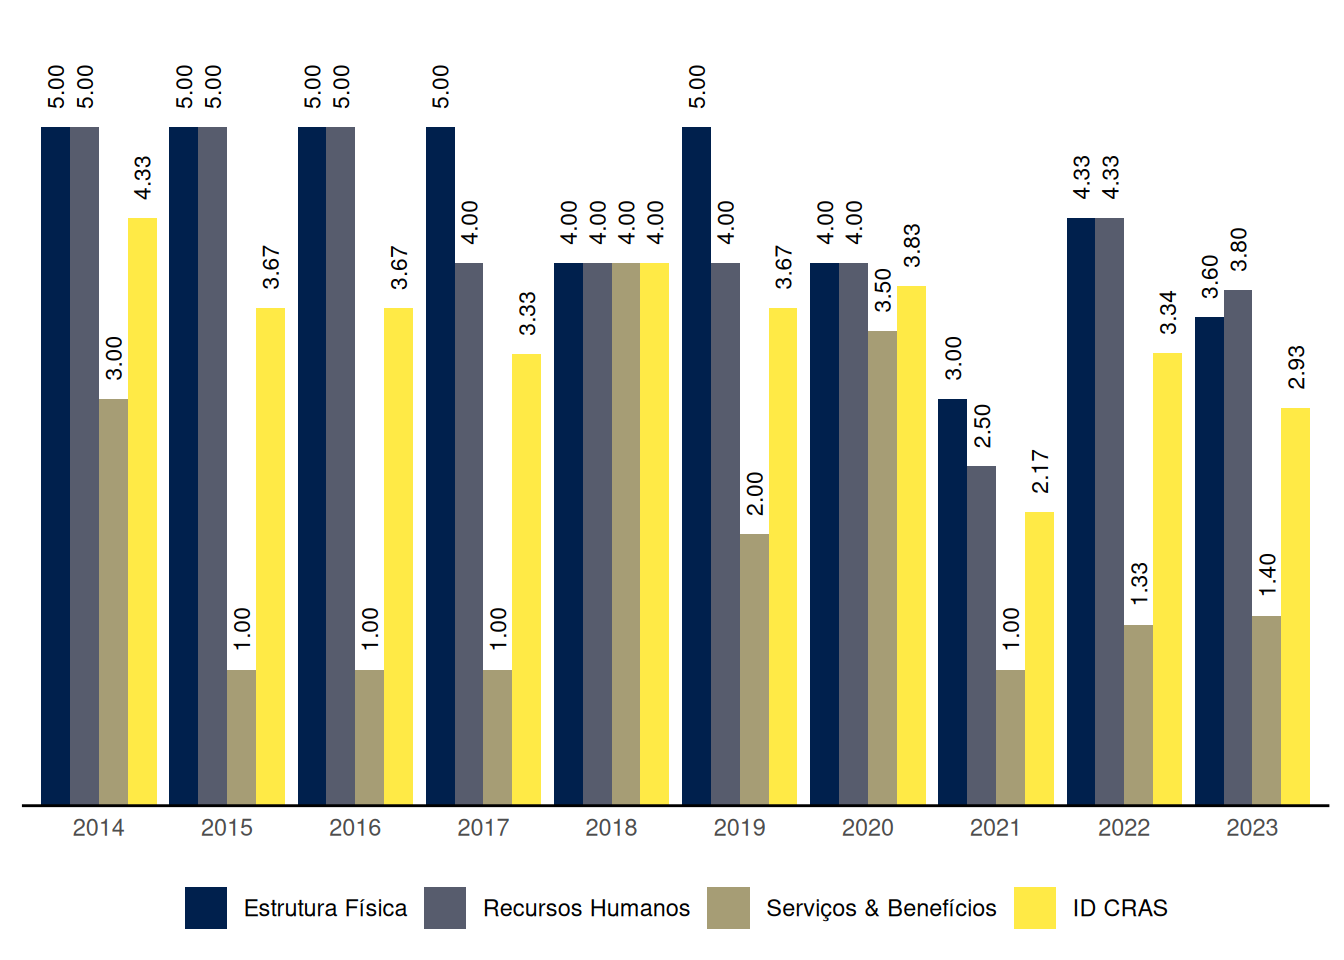 5.00 5.00 3.00 4.33
5.00 5.00 1.00 3.67
5.00 5.00 1.00 3.67
5.00 4.00 1.00 3.33
4.00 4.00 4.00 4.00
5.00 4.00 2.00 3.67
4.00 4.00 3.50 3.83
3.00 2.50 1.00 2.17
4.33 4.33 1.33 3.34
3.60 3.80 1.40 2.93
2014 2015 2016 2017 2018 2019 2020 2021 2022 2023
Estrutura Física Recursos Humanos Serviços & Benefícios ID CRAS